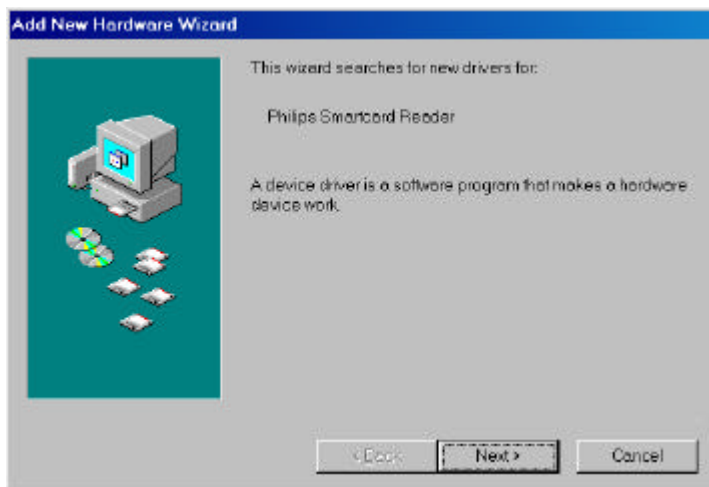 Add New Hardware Wizard
This wizard searches for new drivers for:
Philips Smartcard Reader
A device driver is a software program that makes a hardware
device work.
< Back
Next >
Cancel